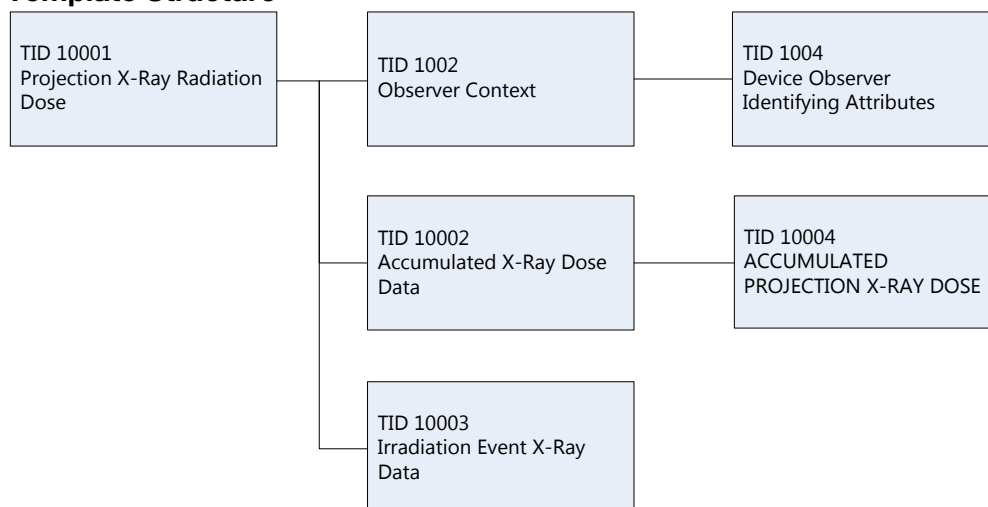 Template Structure
TID 10001
Projection X-Ray Radiation
Dose
TID 1002
Observer Context
TID 1004
Device Observer
Identifying Attributes
TID 10002
Accumulated X-Ray Dose
Data
TID 10004
ACCUMULATED
PROJECTION X-RAY DOSE
TID 10003
Irradiation Event X-Ray
Data